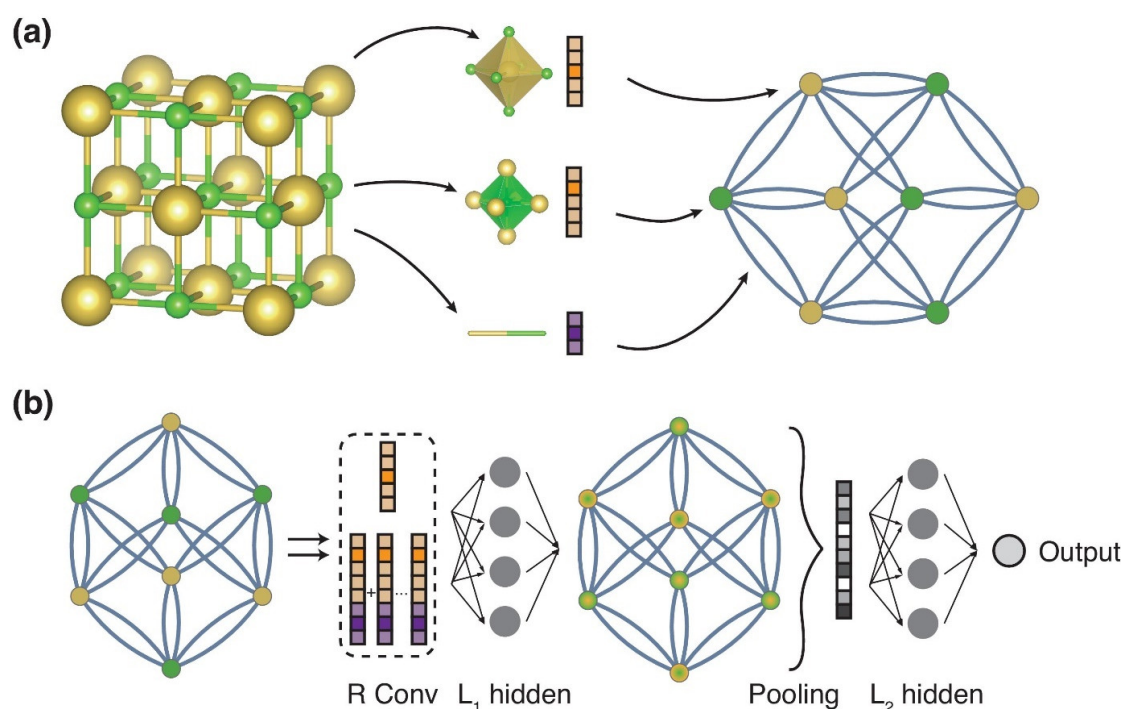 (a)
(b)
+
...
Output
R Conv
L₁ hidden
Pooling
L₂ hidden